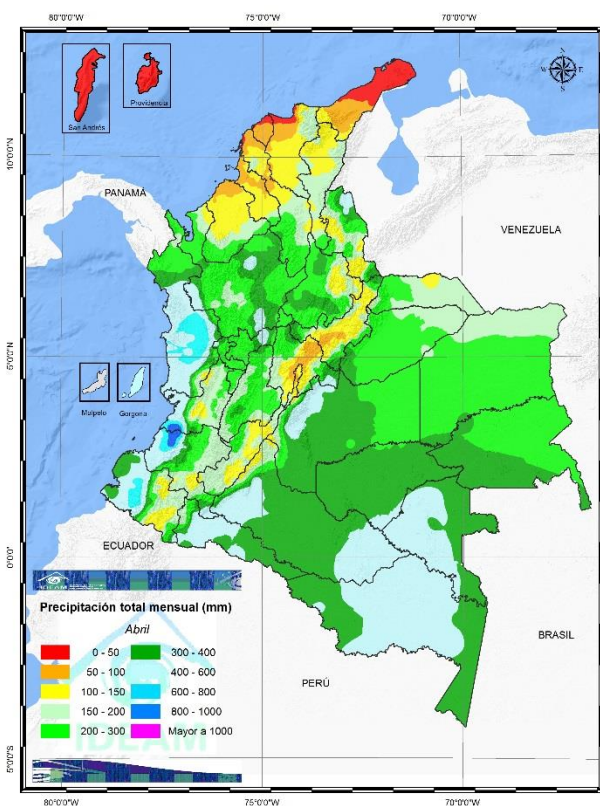 80°0'0"W 75°0'0"W 70°0'0"W
N
W E
S
San Andrés
Providencia
10°0'0"N
PANAMÁ
VENEZUELA
5°0'0"N
Malpelo
Gorgona
ECUADOR
0°0'0"
IDEAM
Precipitación total mensual (mm)
Abril
0 - 50 300 - 400
50 - 100 400 - 600
100 - 150 600 - 800
150 - 200 800 - 1000
200 - 300 Mayor a 1000
IDEAM
BRASIL
PERÚ
5°0'0"S
80°0'0"W 75°0'0"W 70°0'0"W